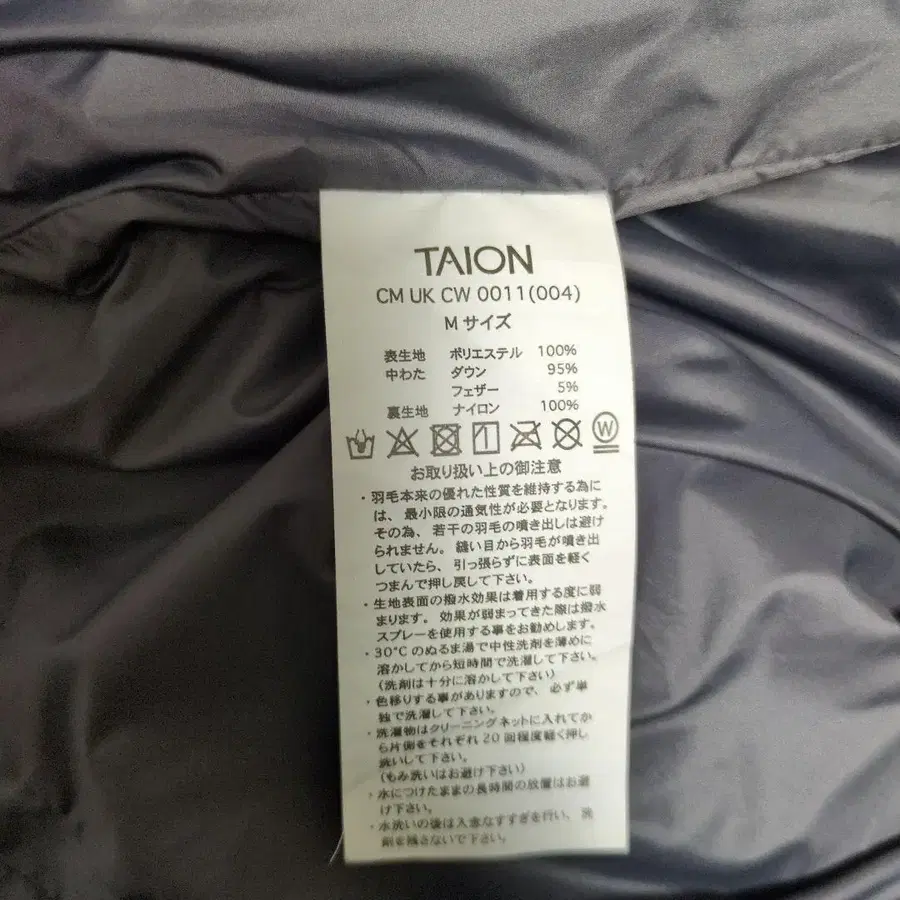 TAION
CM UK CW 0011(004)
M サイズ
表生地 ポリエステル 100%
中わた ダウン 95%
フェザー 5%
裏生地 ナイロン 100%
W
お取り扱い上の御注意
・羽毛本来の優れた性質を維持する為に
は、最小限の通気性が必要となります。
その為、若干の羽毛の噴き出しは避け
られません。縫い目から羽毛が噴き出
していたら、引っ張らずに表面を軽く
つまんで押し戻して下さい。
・生地表面の撥水効果は着用する度に弱
まります。効果が弱まってきた際は撥水
スプレーを使用する事をお勧めします。
・30°Cのぬるま湯で中性洗剤を薄めに
溶かしてから短時間で洗濯して下さい。
(洗剤は十分に溶かして下さい)
・色移りする事がありますので、必ず単
独で洗濯して下さい。
・洗濯物はクリーニングネットに入れてか
ら片側をそれぞれ20回程度軽く押し
洗いして下さい。
(もみ洗いはお避け下さい)
・水につけたままの長時間の放置はお避
け下さい。
・水洗いの後は入念なすすぎを行い、洗
剤を残さないで下さい。